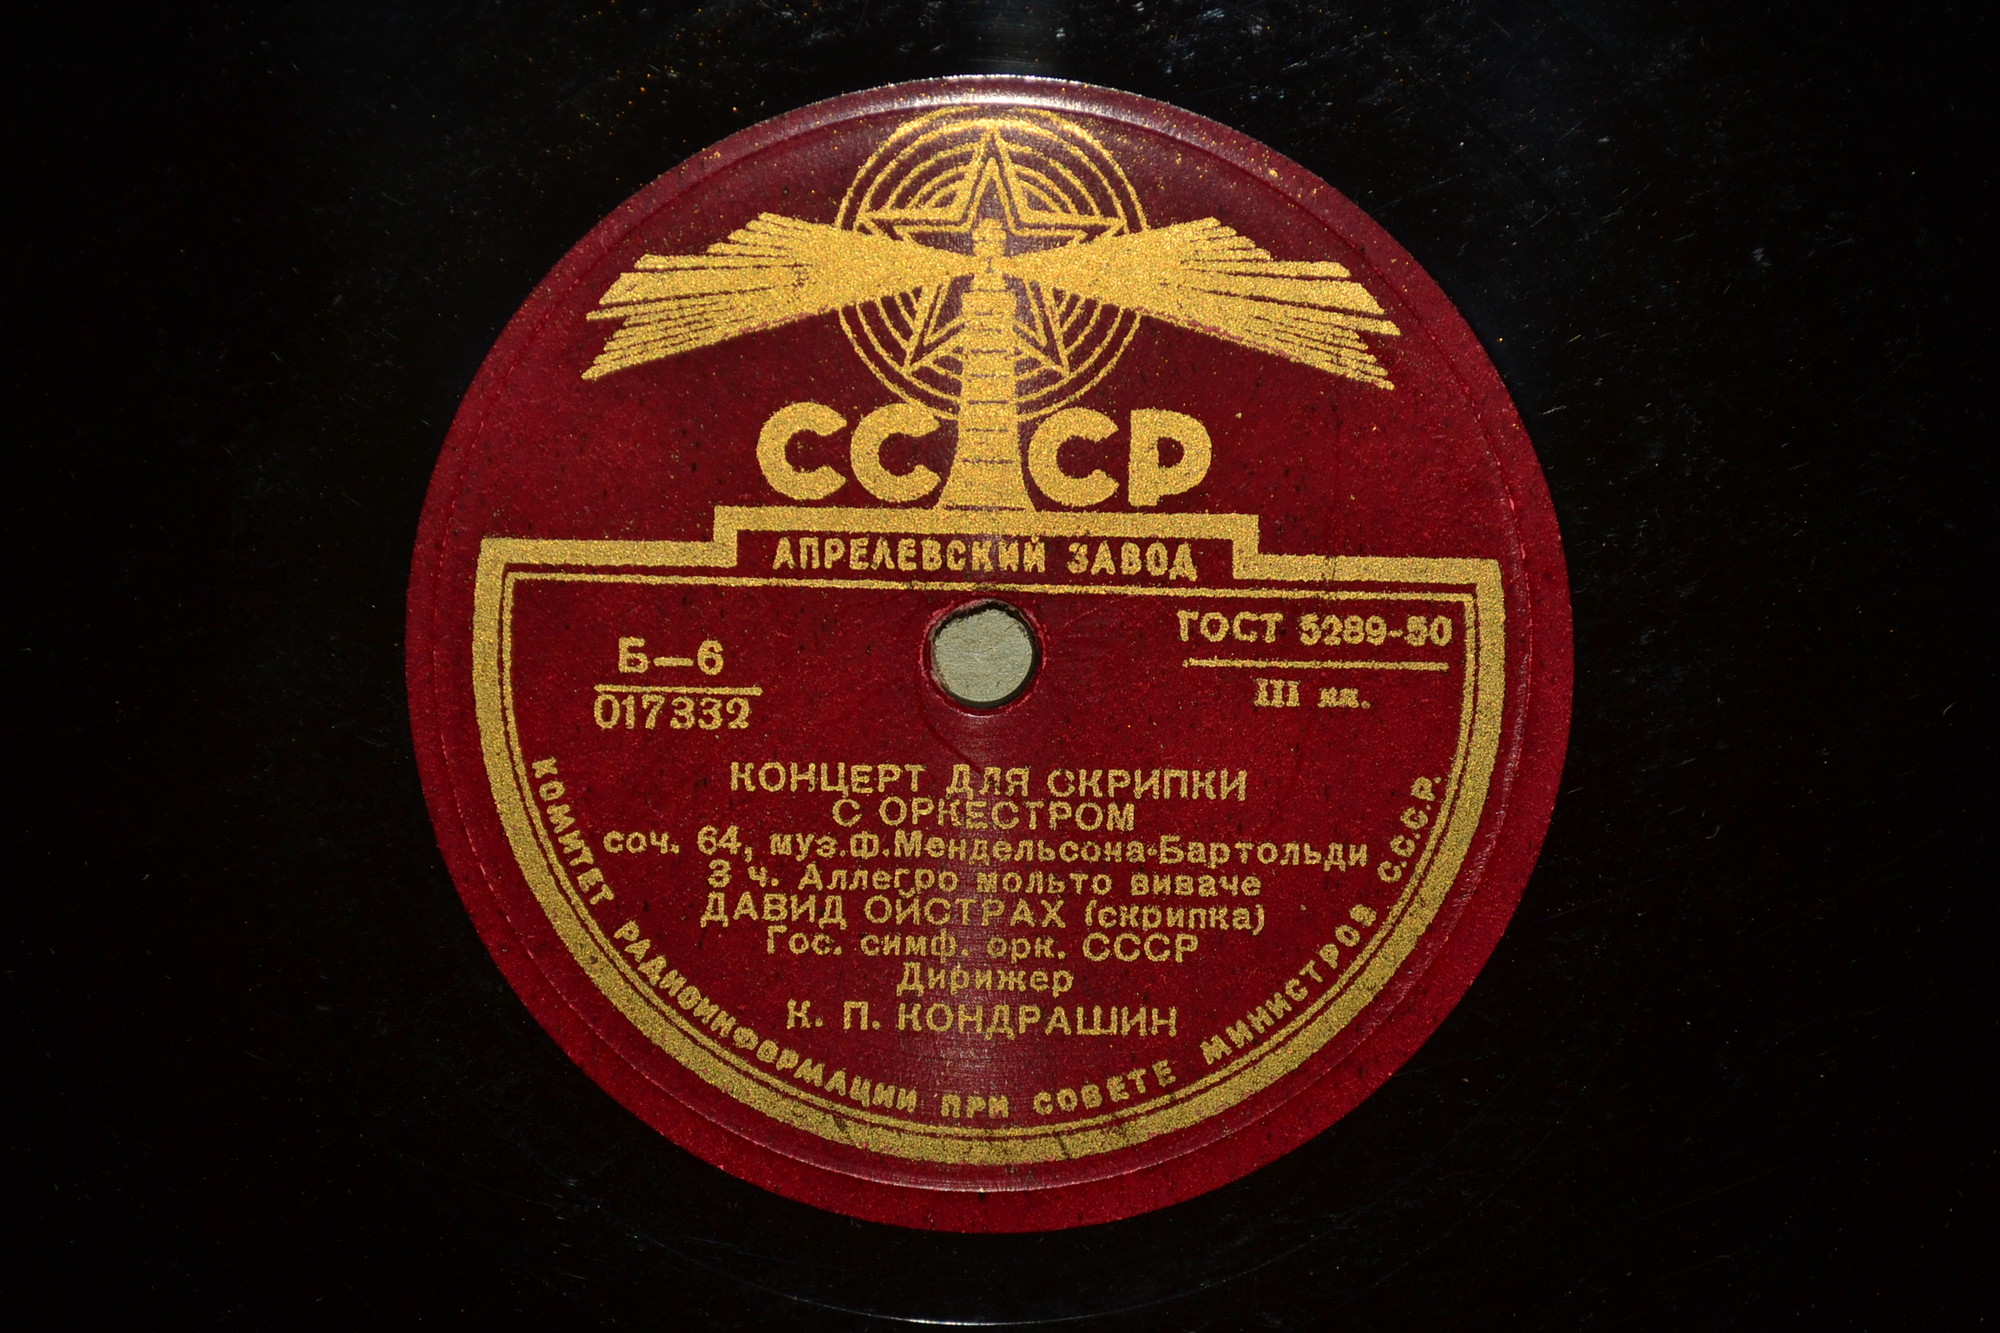 СССР
АПРЕЛЕВСКИЙ ЗАВОД
ГОСТ 5289-50
Б—6
III кл.
017332
КОНЦЕРТ ДЛЯ СКРИПКИ
С ОРКЕСТРОМ
соч. 64, муз.Ф.Мендельсона-Бартольди
3 ч. Аллегро мольто виваче
ДАВИД ОЙСТРАХ (скрипка)
Гос. симф. орк. СССР
Дирижер
К. П. КОНДРАШИН
КОМИТЕТ РАДИОИНФОРМАЦИИ ПРИ СОВЕТЕ МИНИСТРОВ С.С.С.Р.